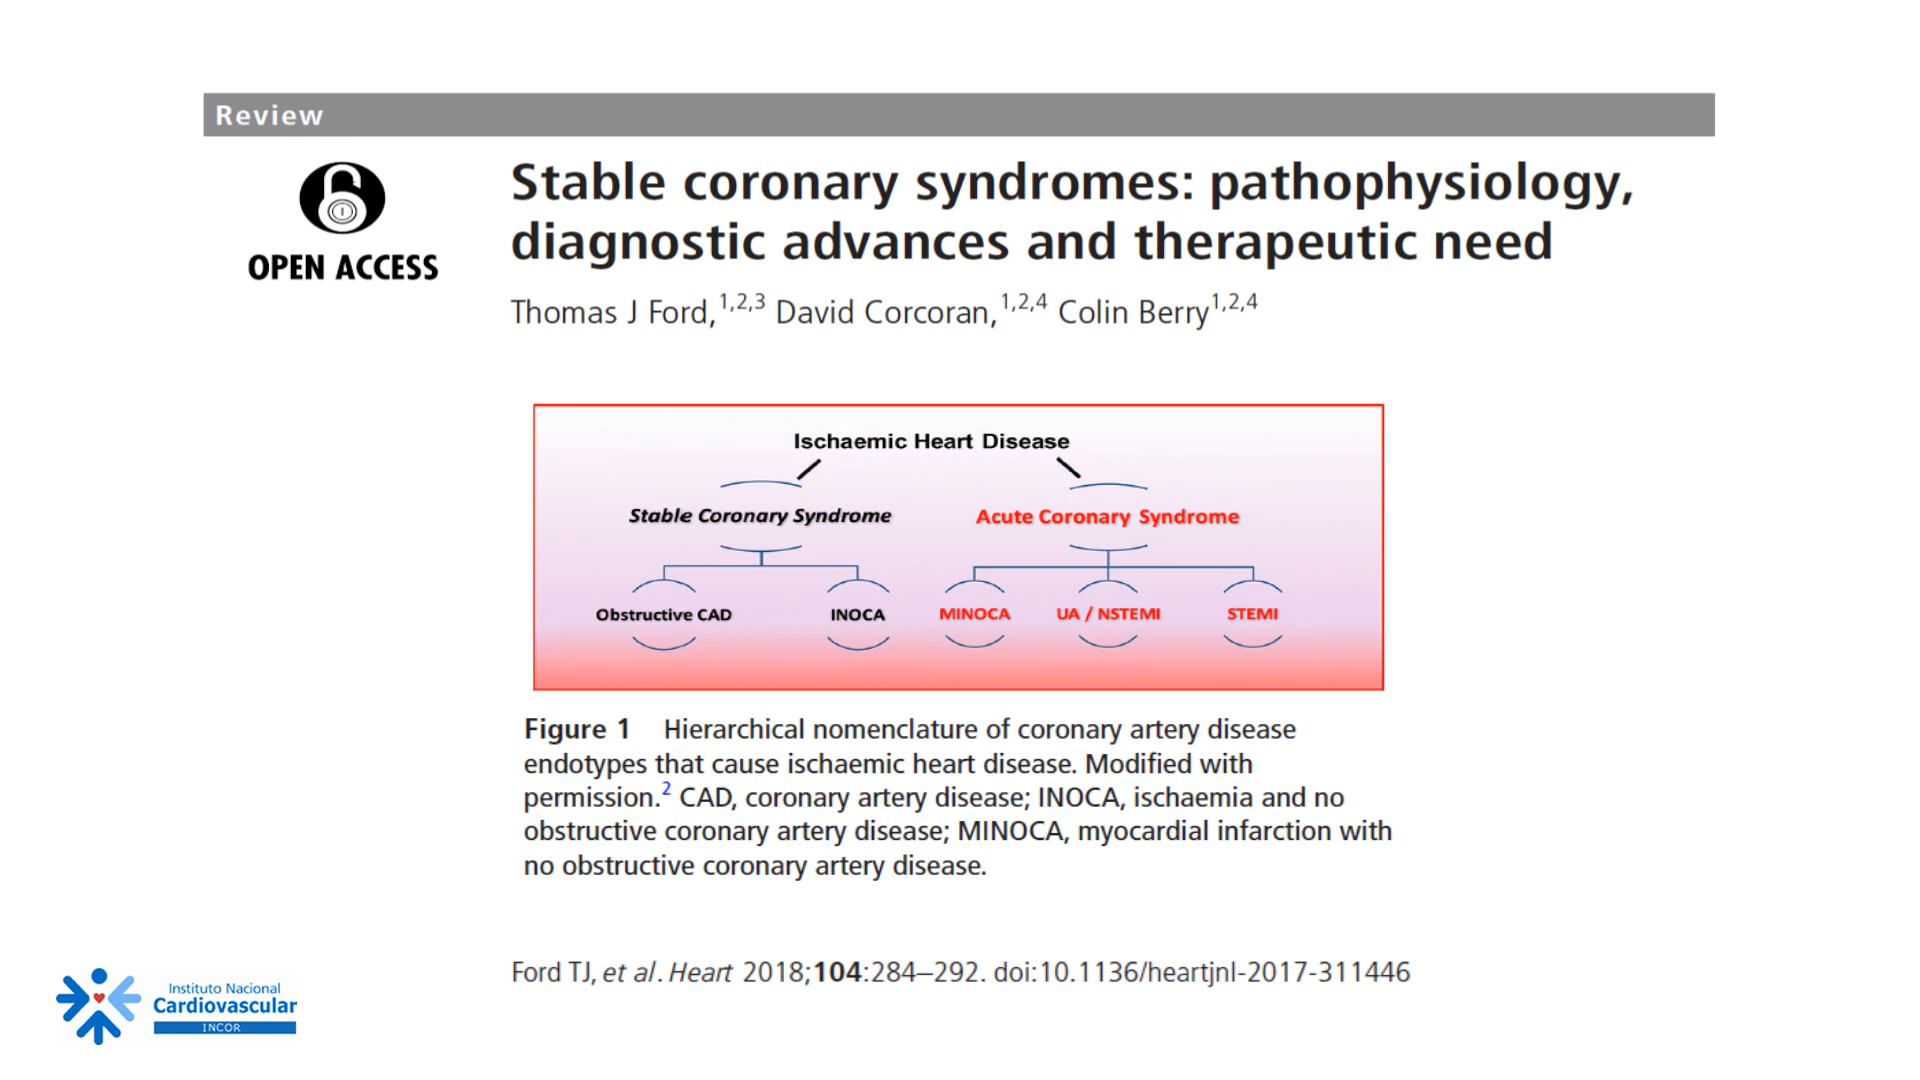 Review
OPEN ACCESS
Stable coronary syndromes: pathophysiology,
diagnostic advances and therapeutic need
Thomas J Ford,1,2,3 David Corcoran,1,2,4 Colin Berry1,2,4
Ischaemic Heart Disease
Stable Coronary Syndrome
Acute Coronary Syndrome
Obstructive CAD
INOCA
MINOCA
UA / NSTEMI
STEMI
Figure 1 Hierarchical nomenclature of coronary artery disease
endotypes that cause ischaemic heart disease. Modified with
permission.2 CAD, coronary artery disease; INOCA, ischaemia and no
obstructive coronary artery disease; MINOCA, myocardial infarction with
no obstructive coronary artery disease.
Ford TJ, et al. Heart 2018;104:284–292. doi:10.1136/heartjnl-2017-311446
Instituto Nacional
Cardiovascular
INCOR